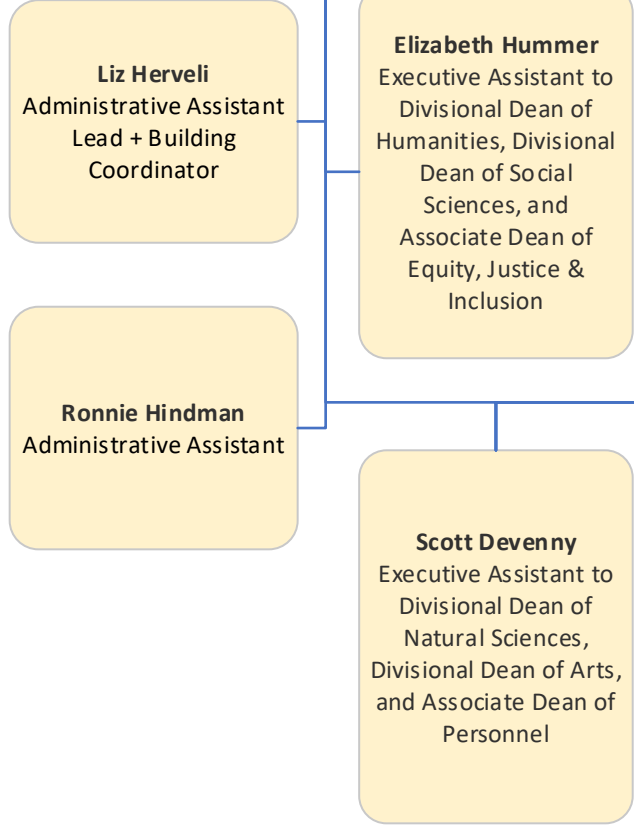 Liz Herveli
Administrative Assistant
Lead + Building
Coordinator
Elizabeth Hummer
Executive Assistant to
Divisional Dean of
Humanities, Divisional
Dean of Social
Sciences, and
Associate Dean of
Equity, Justice &
Inclusion
Ronnie Hindman
Administrative Assistant
Scott Devenny
Executive Assistant to
Divisional Dean of
Natural Sciences,
Divisional Dean of Arts,
and Associate Dean of
Personnel